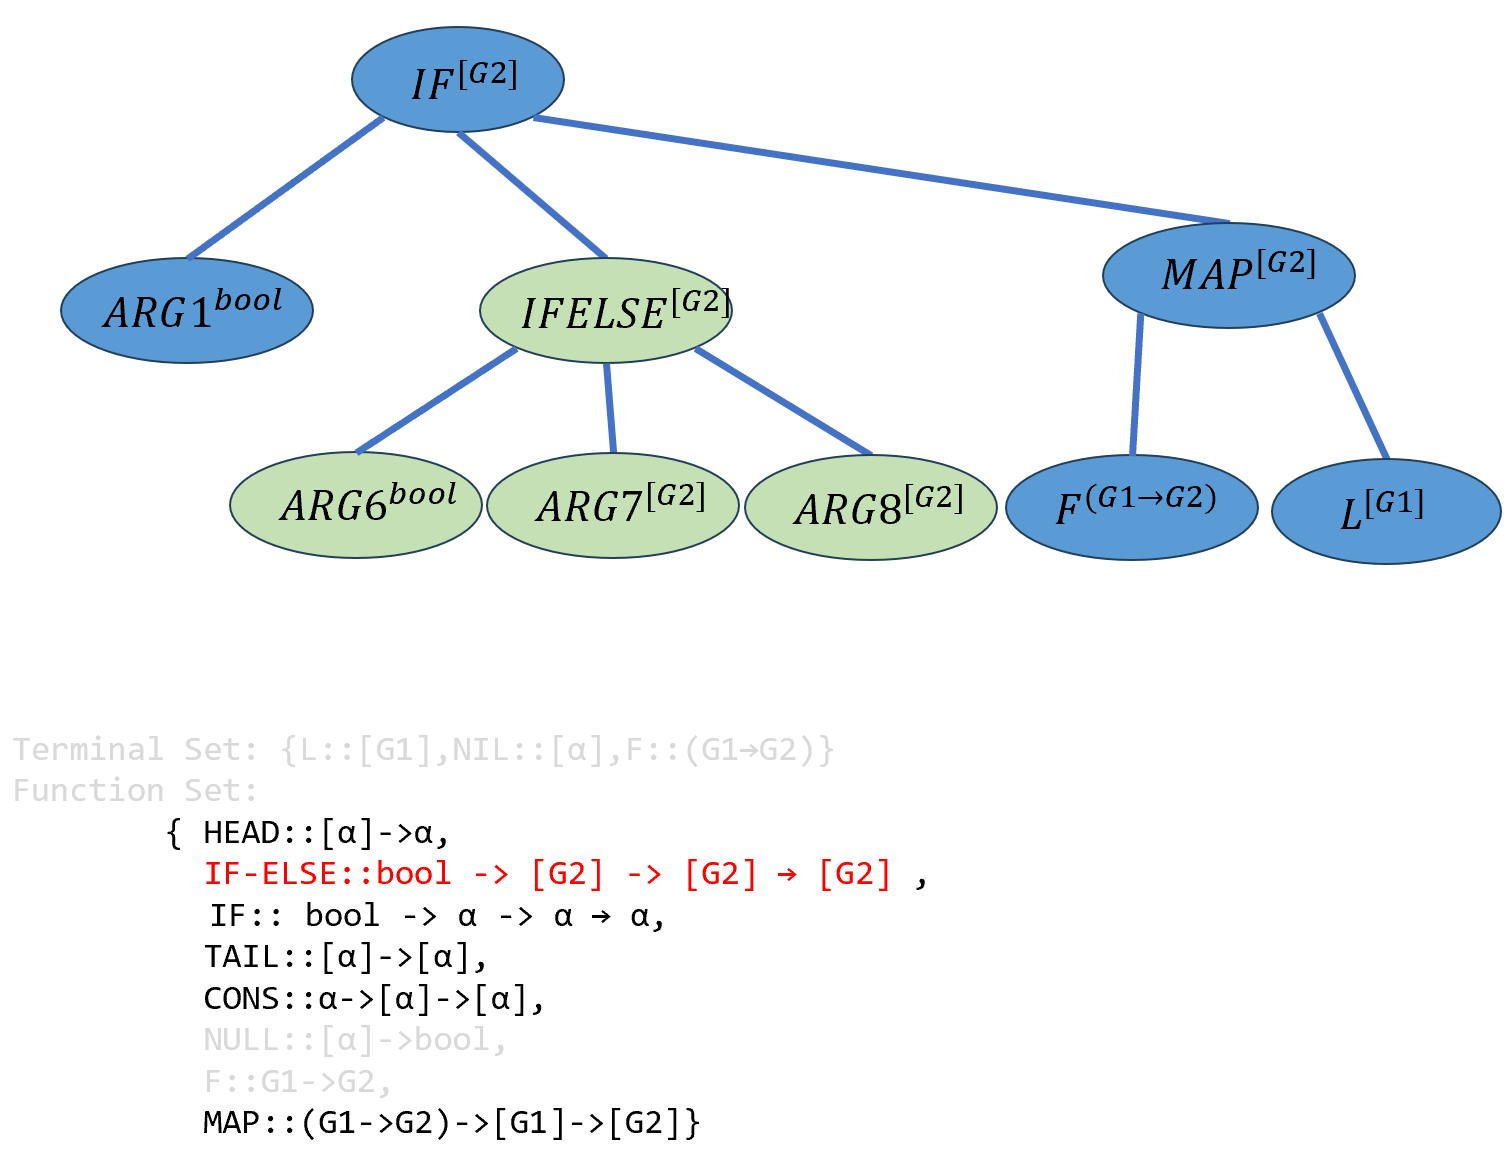 IF^[G2]
ARG1^bool
IFELSE^[G2]
MAP^[G2]
ARG6^bool
ARG7^[G2]
ARG8^[G2]
F^(G1→G2)
L^[G1]
Terminal Set: {L::[G1],NIL::[α],F::(G1→G2)}
Function Set:
{ HEAD::[α]->α,
IF-ELSE::bool -> [G2] -> [G2] → [G2] ,
IF:: bool -> α -> α → α,
TAIL::[α]->[α],
CONS::α->[α]->[α],
NULL::[α]->bool,
F::G1->G2,
MAP::(G1->G2)->[G1]->[G2]}